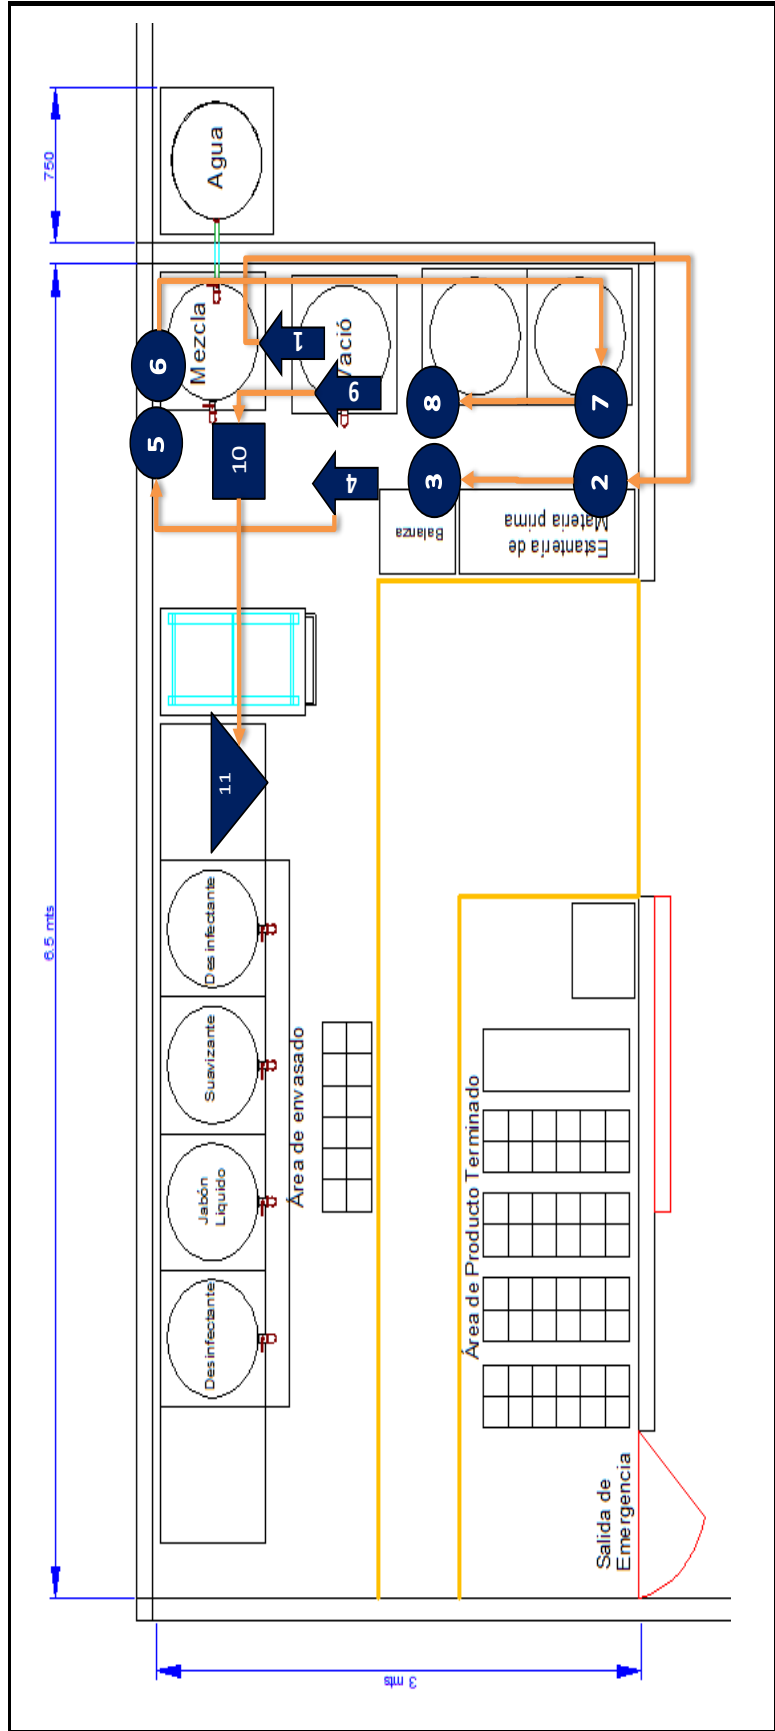 750
Agua
Mezcla
Vació
1
6
9
5
10
4
8
7
3
2
Balanza
Estantería de
Materia prima
6.5 mts
11
Desinfectante
Suavizante
Jabón
Liquido
Desinfectante
Área de envasado
Área de Producto Terminado
Salida de
Emergencia
3 mts